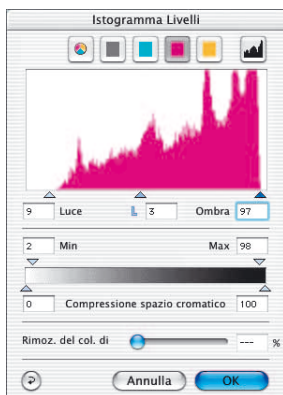 Istogramma Livelli
9 Luce L 3 Ombra 97
2 Min Max 98
0 Compressione spazio cromatico 100
Rimoz. del col. di --- %
Annulla OK